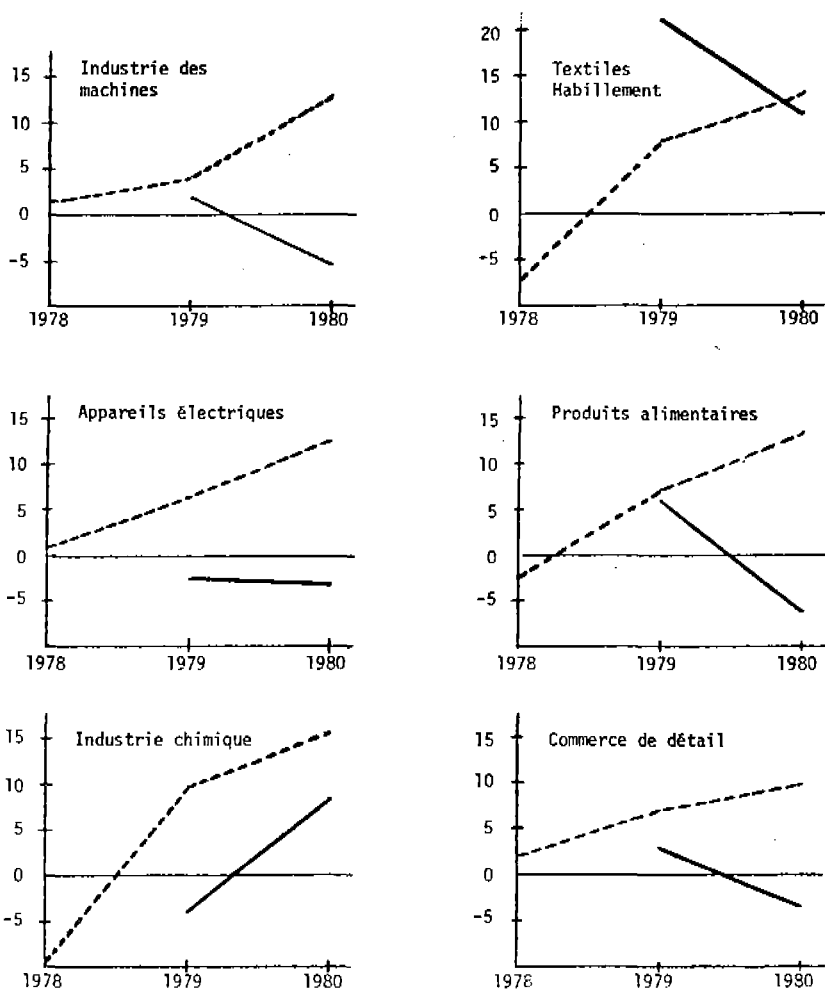 Industrie des
machines
15
10
5
0
-5
1978 1979 1980
Textiles
Habillement
20
15
10
5
0
-5
1978 1979 1980
Appareils électriques
15
10
5
0
-5
1978 1979 1980
Produits alimentaires
15
10
5
0
-5
1978 1979 1980
Industrie chimique
15
10
5
0
-5
1978 1979 1980
Commerce de détail
15
10
5
0
-5
1978 1979 1980